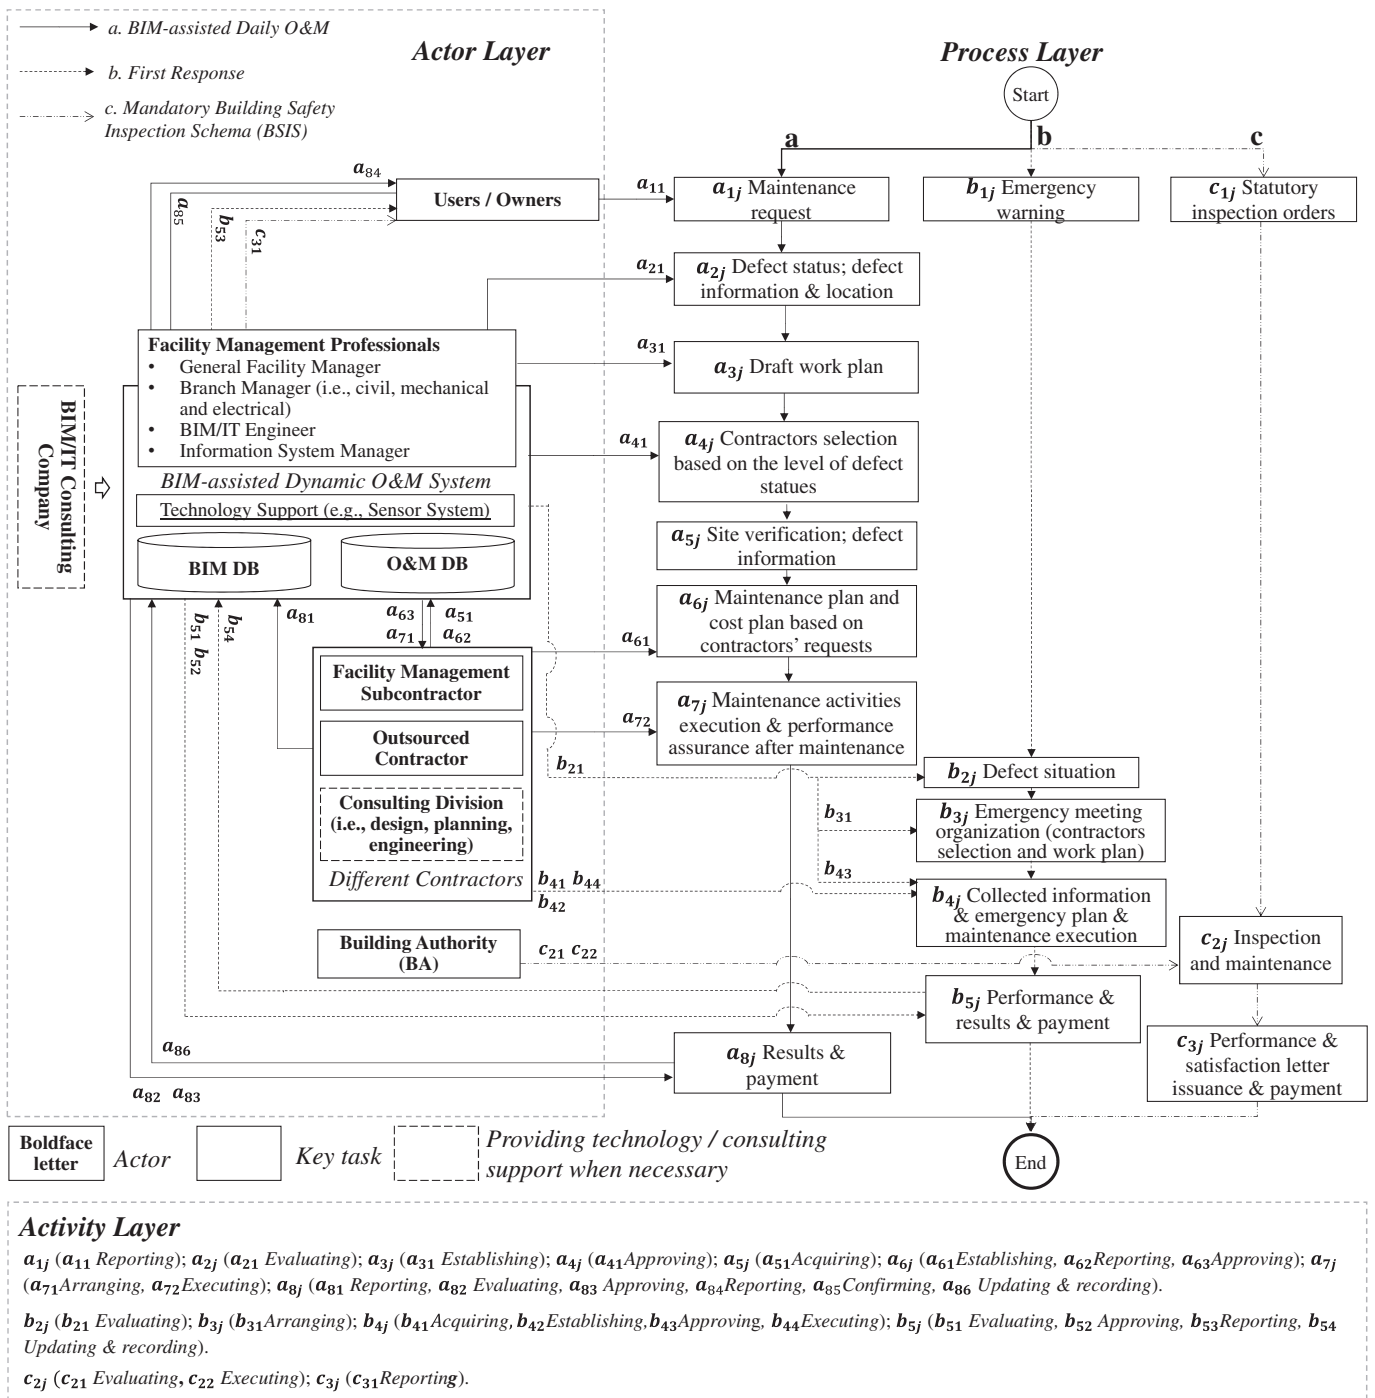 a. BIM-assisted Daily O&M
b. First Response
c. Mandatory Building Safety
Inspection Schema (BSIS)
Actor Layer
Process Layer
Start
a
b
c
a84
a85
b53
c31
Users / Owners
a11
a1j Maintenance
request
b1j Emergency
warning
c1j Statutory
inspection orders
a21
a2j Defect status; defect
information & location
Facility Management Professionals
• General Facility Manager
• Branch Manager (i.e., civil, mechanical
and electrical)
• BIM/IT Engineer
• Information System Manager
a31
a3j Draft work plan
BIM/IT Consulting
Company
a41
a4j Contractors selection
based on the level of defect
statues
BIM-assisted Dynamic O&M System
Technology Support (e.g., Sensor System)
BIM DB
O&M DB
a5j Site verification; defect
information
b51 b52
b54
a81
a63
a71
a51
a62
a61
a6j Maintenance plan and
cost plan based on
contractors' requests
Facility Management
Subcontractor
Outsourced
Contractor
Consulting Division
(i.e., design, planning,
engineering)
Different Contractors
a72
a7j Maintenance activities
execution & performance
assurance after maintenance
b21
b2j Defect situation
b31
b3j Emergency meeting
organization (contractors
selection and work plan)
b43
b41 b44
b42
b4j Collected information
& emergency plan &
maintenance execution
Building Authority
(BA)
c21 c22
c2j Inspection
and maintenance
b5j Performance &
results & payment
a86
a82 a83
a8j Results &
payment
c3j Performance &
satisfaction letter
issuance & payment
Boldface
letter
Actor
Key task
Providing technology / consulting
support when necessary
End
Activity Layer
a1j (a11 Reporting); a2j (a21 Evaluating); a3j (a31 Establishing); a4j (a41Approving); a5j (a51Acquiring); a6j (a61Establishing, a62Reporting, a63Approving); a7j
(a71Arranging, a72Executing); a8j (a81 Reporting, a82 Evaluating, a83 Approving, a84Reporting, a85Confirming, a86 Updating & recording).
b2j (b21 Evaluating); b3j (b31Arranging); b4j (b41Acquiring, b42Establishing, b43Approving, b44Executing); b5j (b51 Evaluating, b52 Approving, b53Reporting, b54
Updating & recording).
c2j (c21 Evaluating, c22 Executing); c3j (c31Reporting).